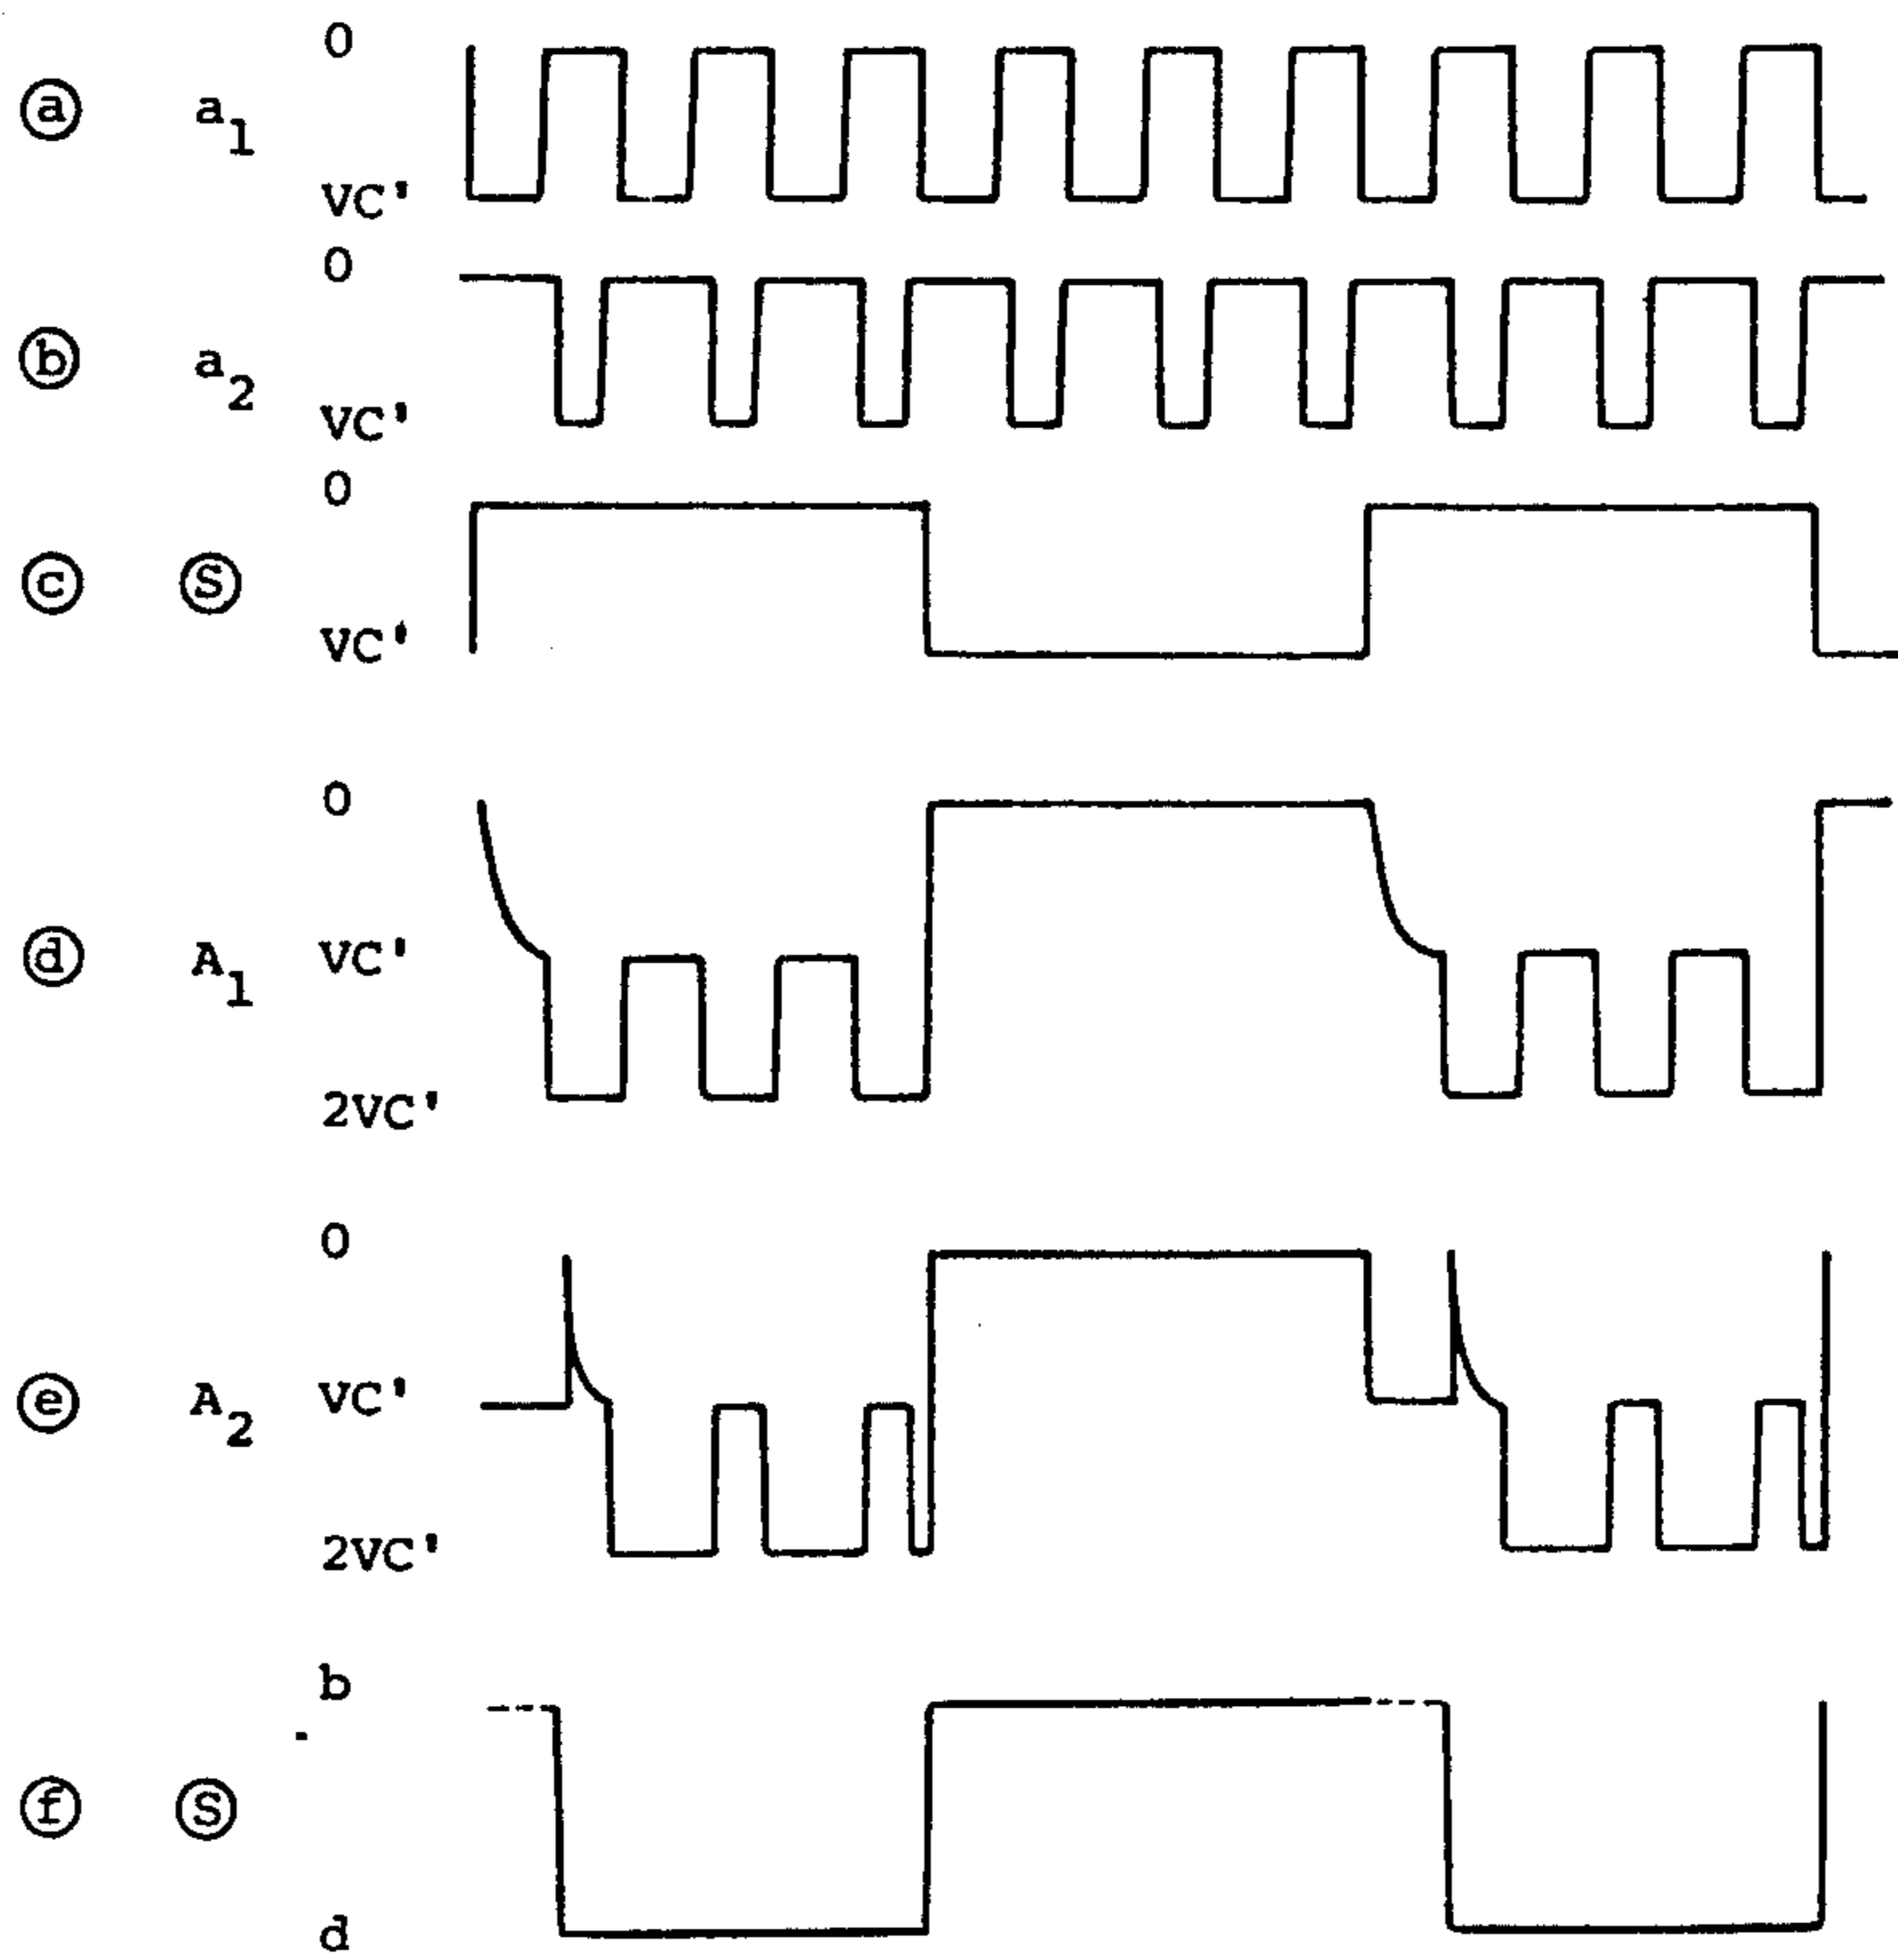 0
ⓐ a1
VC'
0
ⓑ a2
VC'
0
ⓒ Ⓢ
VC'
0
ⓓ A1 VC'
2VC'
0
ⓔ A2 VC'
2VC'
b
ⓕ Ⓢ
d